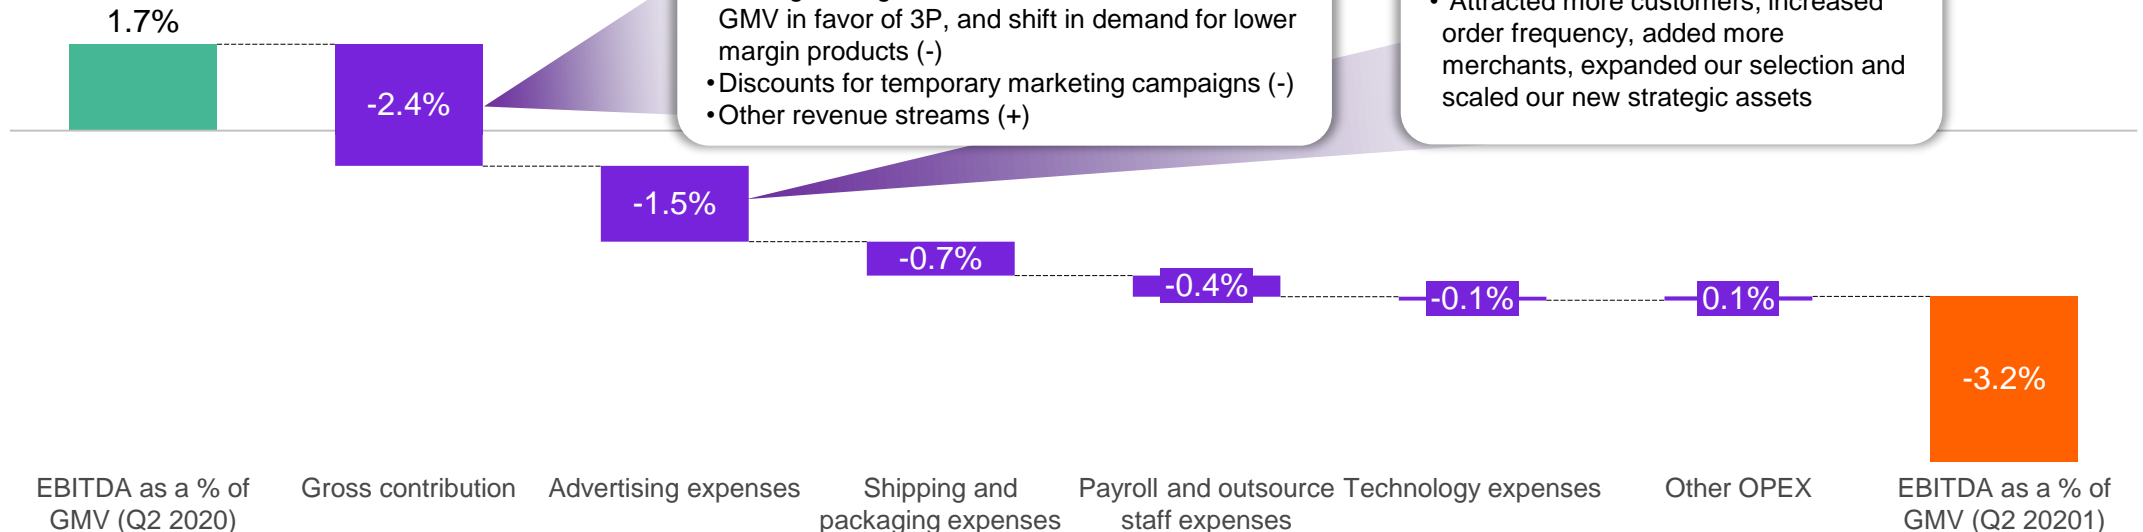 GMV in favor of 3P, and shift in demand for lower
margin products (-)
•Discounts for temporary marketing campaigns (-)
•Other revenue streams (+)
• Attracted more customers, increased
order frequency, added more
merchants, expanded our selection and
scaled our new strategic assets
1.7%
-2.4%
-1.5%
-0.7%
-0.4%
-0.1%
0.1%
-3.2%
EBITDA as a % of
GMV (Q2 2020)
Gross contribution
Advertising expenses
Shipping and
packaging expenses
Payroll and outsource
staff expenses
Technology expenses
Other OPEX
EBITDA as a % of
GMV (Q2 20201)